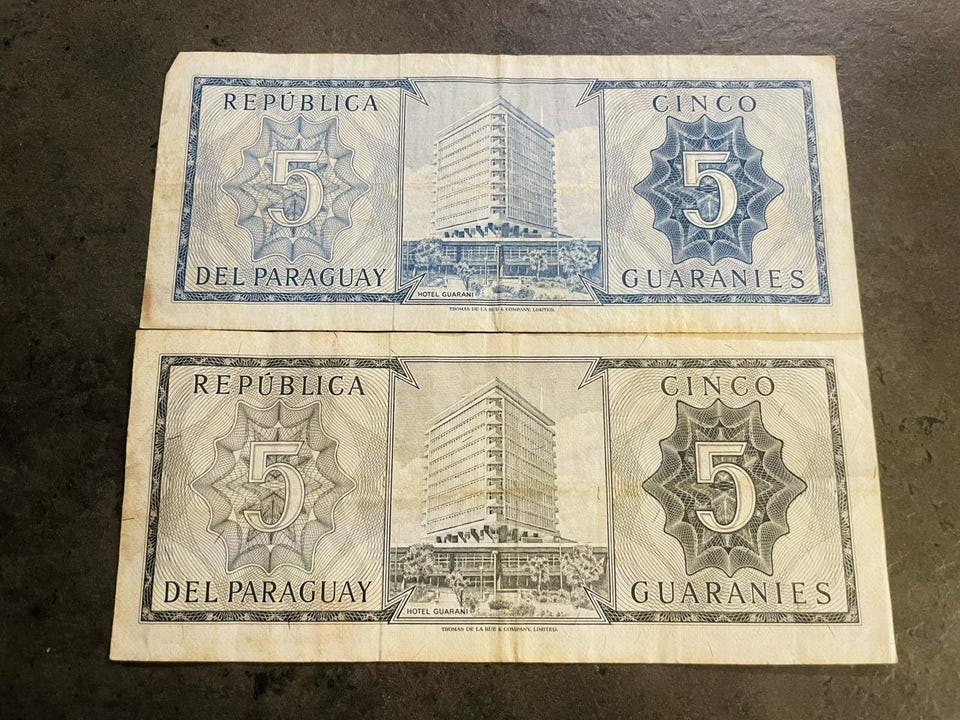 REPÚBLICA
CINCO
5
5
DEL PARAGUAY
GUARANIES
HOTEL GUARANI
THOMAS DE LA RUE & COMPANY, LIMITED.
REPÚBLICA
CINCO
5
5
DEL PARAGUAY
GUARANIES
HOTEL GUARANI
THOMAS DE LA RUE & COMPANY, LIMITED.